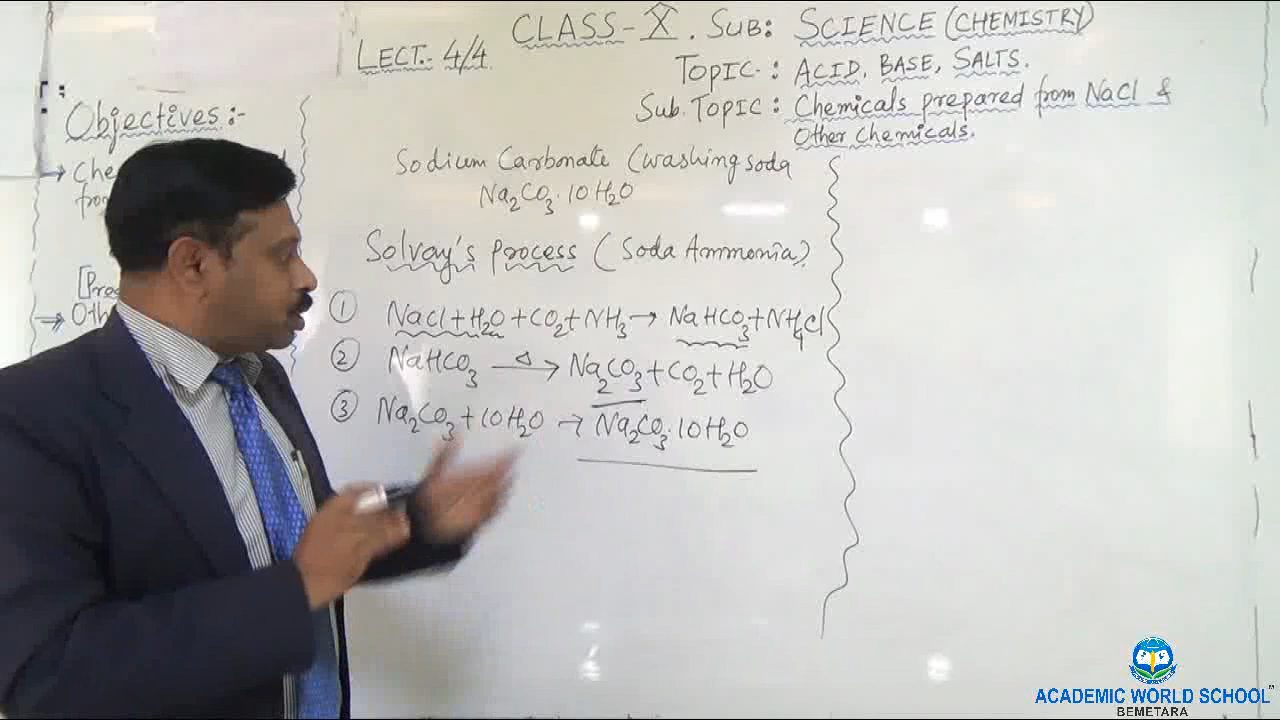 CLASS-X. SUB: SCIENCE (CHEMISTRY)
LECT:- 4/4
TOPIC: ACID, BASE, SALTS.
SUB. TOPIC: Chemicals prepared from NaCl &
Other Chemicals.
Objectives:-
Sodium Carbonate (washing soda
Na₂CO₃·10H₂O
Solvay's process (Soda Ammonia).
① NaCl+H₂O+CO₂+NH₃→NaHCO₃+NH₄Cl
② NaHCO₃ —Δ→ Na₂CO₃+CO₂+H₂O
③ Na₂CO₃+10H₂O → Na₂CO₃·10H₂O
ACADEMIC WORLD SCHOOL
BEMETARA